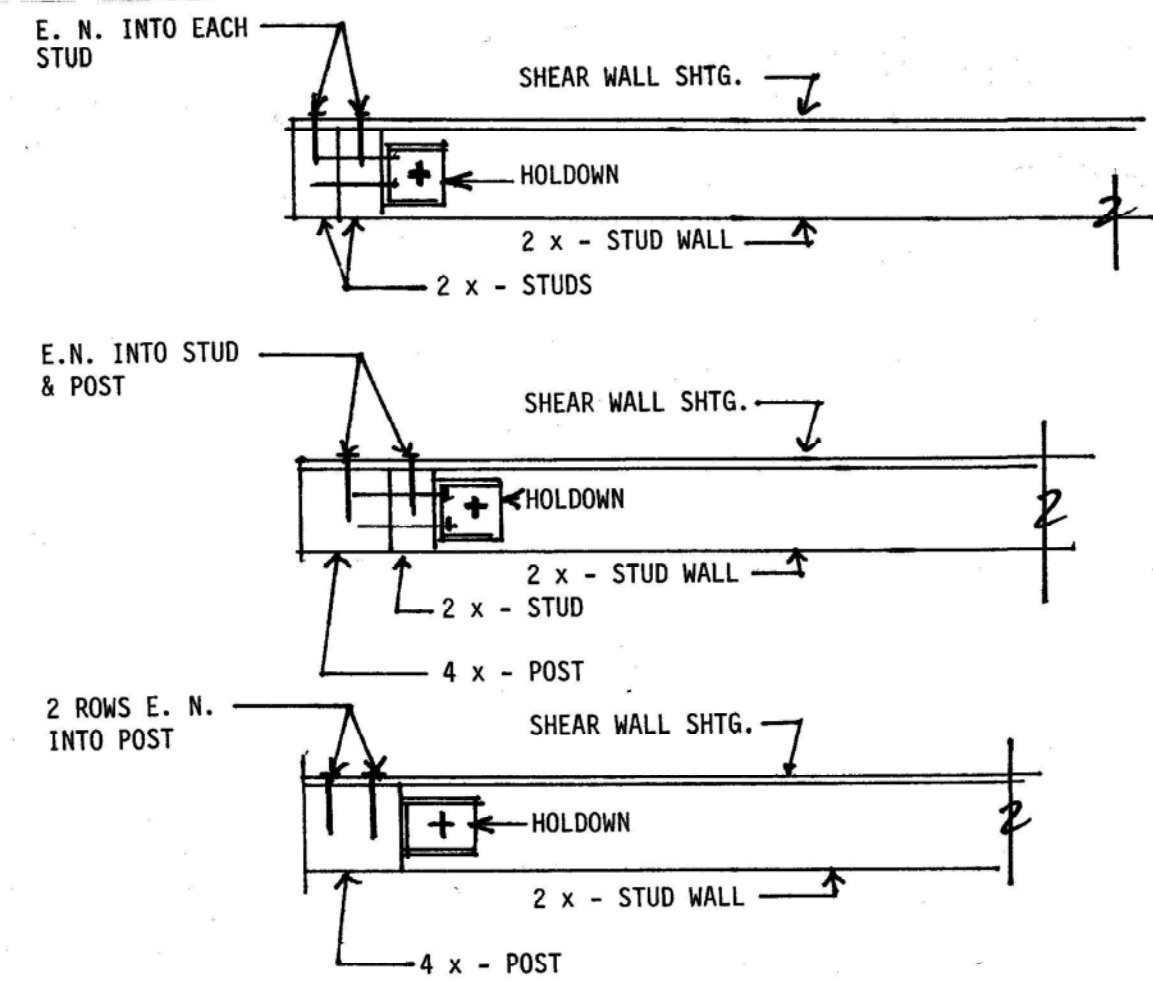 E. N. INTO EACH
STUD
SHEAR WALL SHTG.
HOLDOWN
2 x - STUD WALL
2 x - STUDS
E.N. INTO STUD
& POST
SHEAR WALL SHTG.
HOLDOWN
2 x - STUD WALL
2 x - STUD
4 x - POST
2 ROWS E. N.
INTO POST
SHEAR WALL SHTG.
HOLDOWN
2 x - STUD WALL
4 x - POST